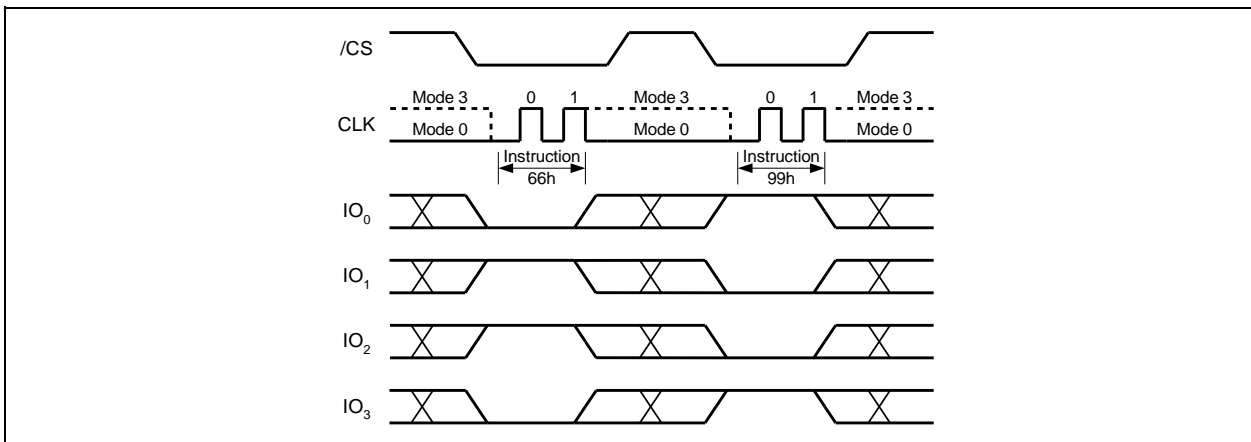 /CS
Mode 3 0 1 Mode 3 0 1 Mode 3
CLK Mode 0 Mode 0 Mode 0
Instruction Instruction
66h 99h
IO0
IO1
IO2
IO3